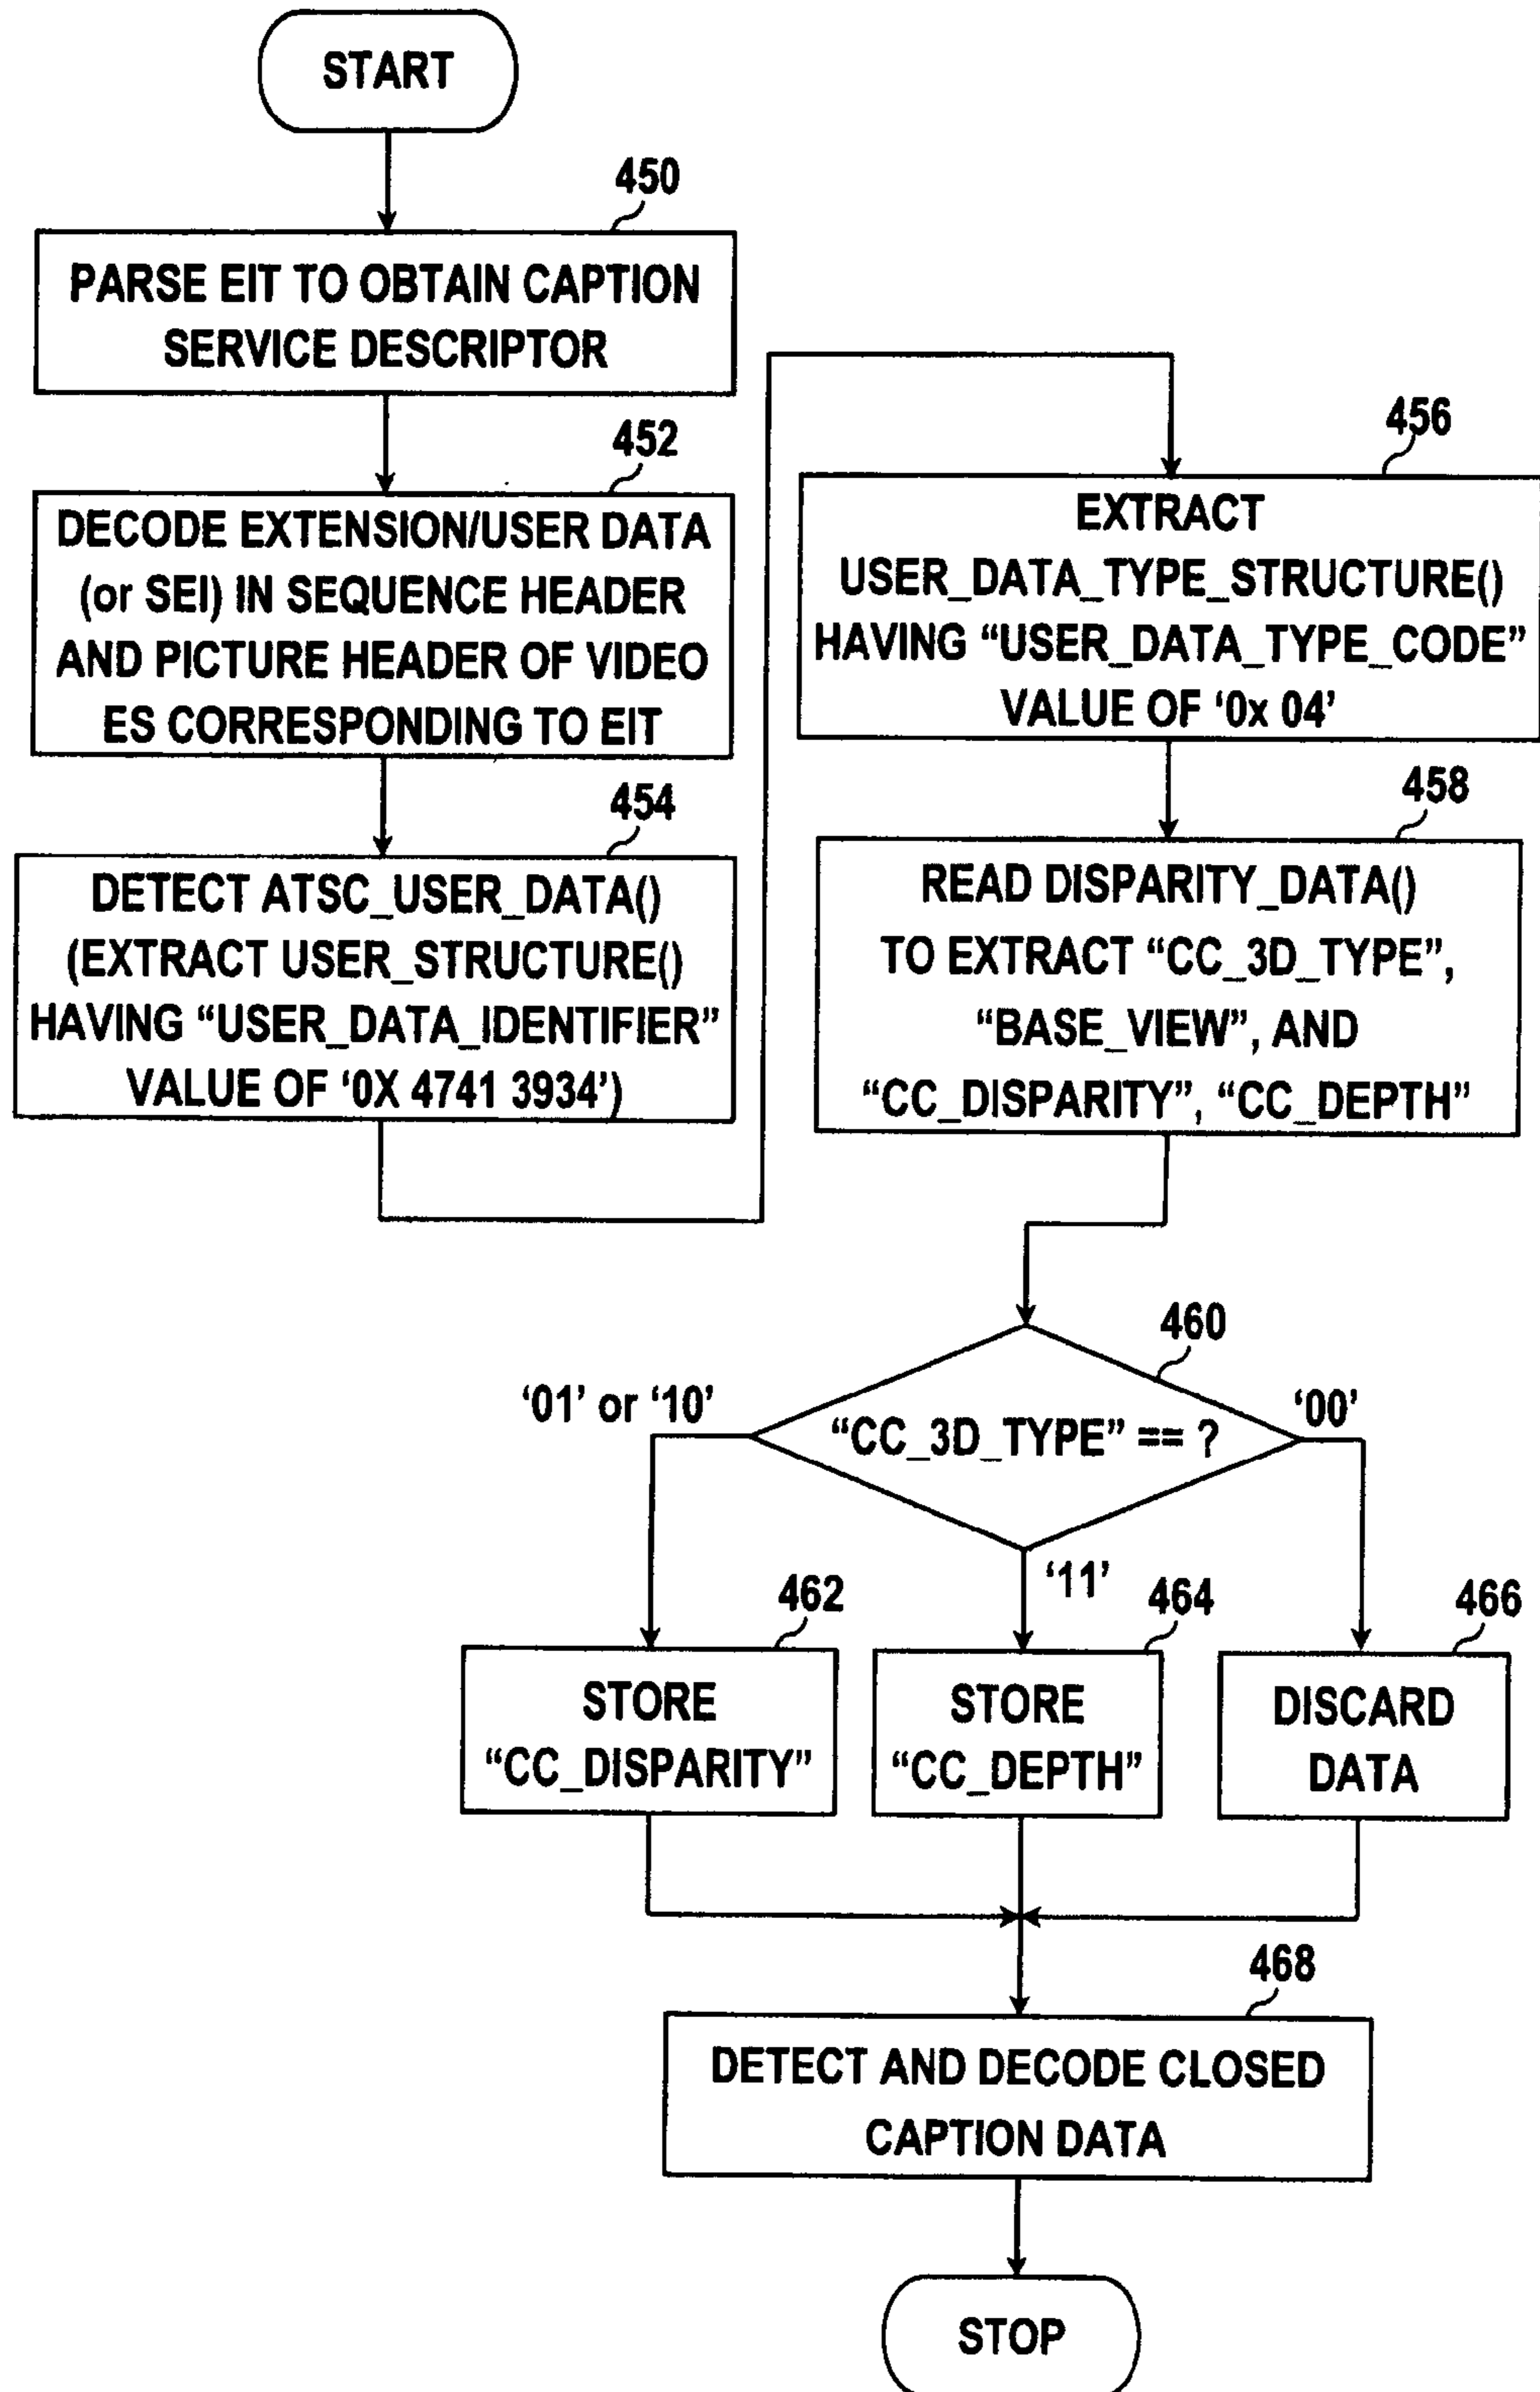 START
450
PARSE EIT TO OBTAIN CAPTION
SERVICE DESCRIPTOR
452
DECODE EXTENSION/USER DATA
(or SEI) IN SEQUENCE HEADER
AND PICTURE HEADER OF VIDEO
ES CORRESPONDING TO EIT
454
DETECT ATSC_USER_DATA()
(EXTRACT USER_STRUCTURE()
HAVING “USER_DATA_IDENTIFIER”
VALUE OF ‘0X 4741 3934’)
456
EXTRACT
USER_DATA_TYPE_STRUCTURE()
HAVING “USER_DATA_TYPE_CODE”
VALUE OF ‘0x 04’
458
READ DISPARITY_DATA()
TO EXTRACT “CC_3D_TYPE”,
“BASE_VIEW”, AND
“CC_DISPARITY”, “CC_DEPTH”
460
“CC_3D_TYPE” == ?
‘01’ or ‘10’
‘11’
‘00’
462
STORE
“CC_DISPARITY”
464
STORE
“CC_DEPTH”
466
DISCARD
DATA
468
DETECT AND DECODE CLOSED
CAPTION DATA
STOP